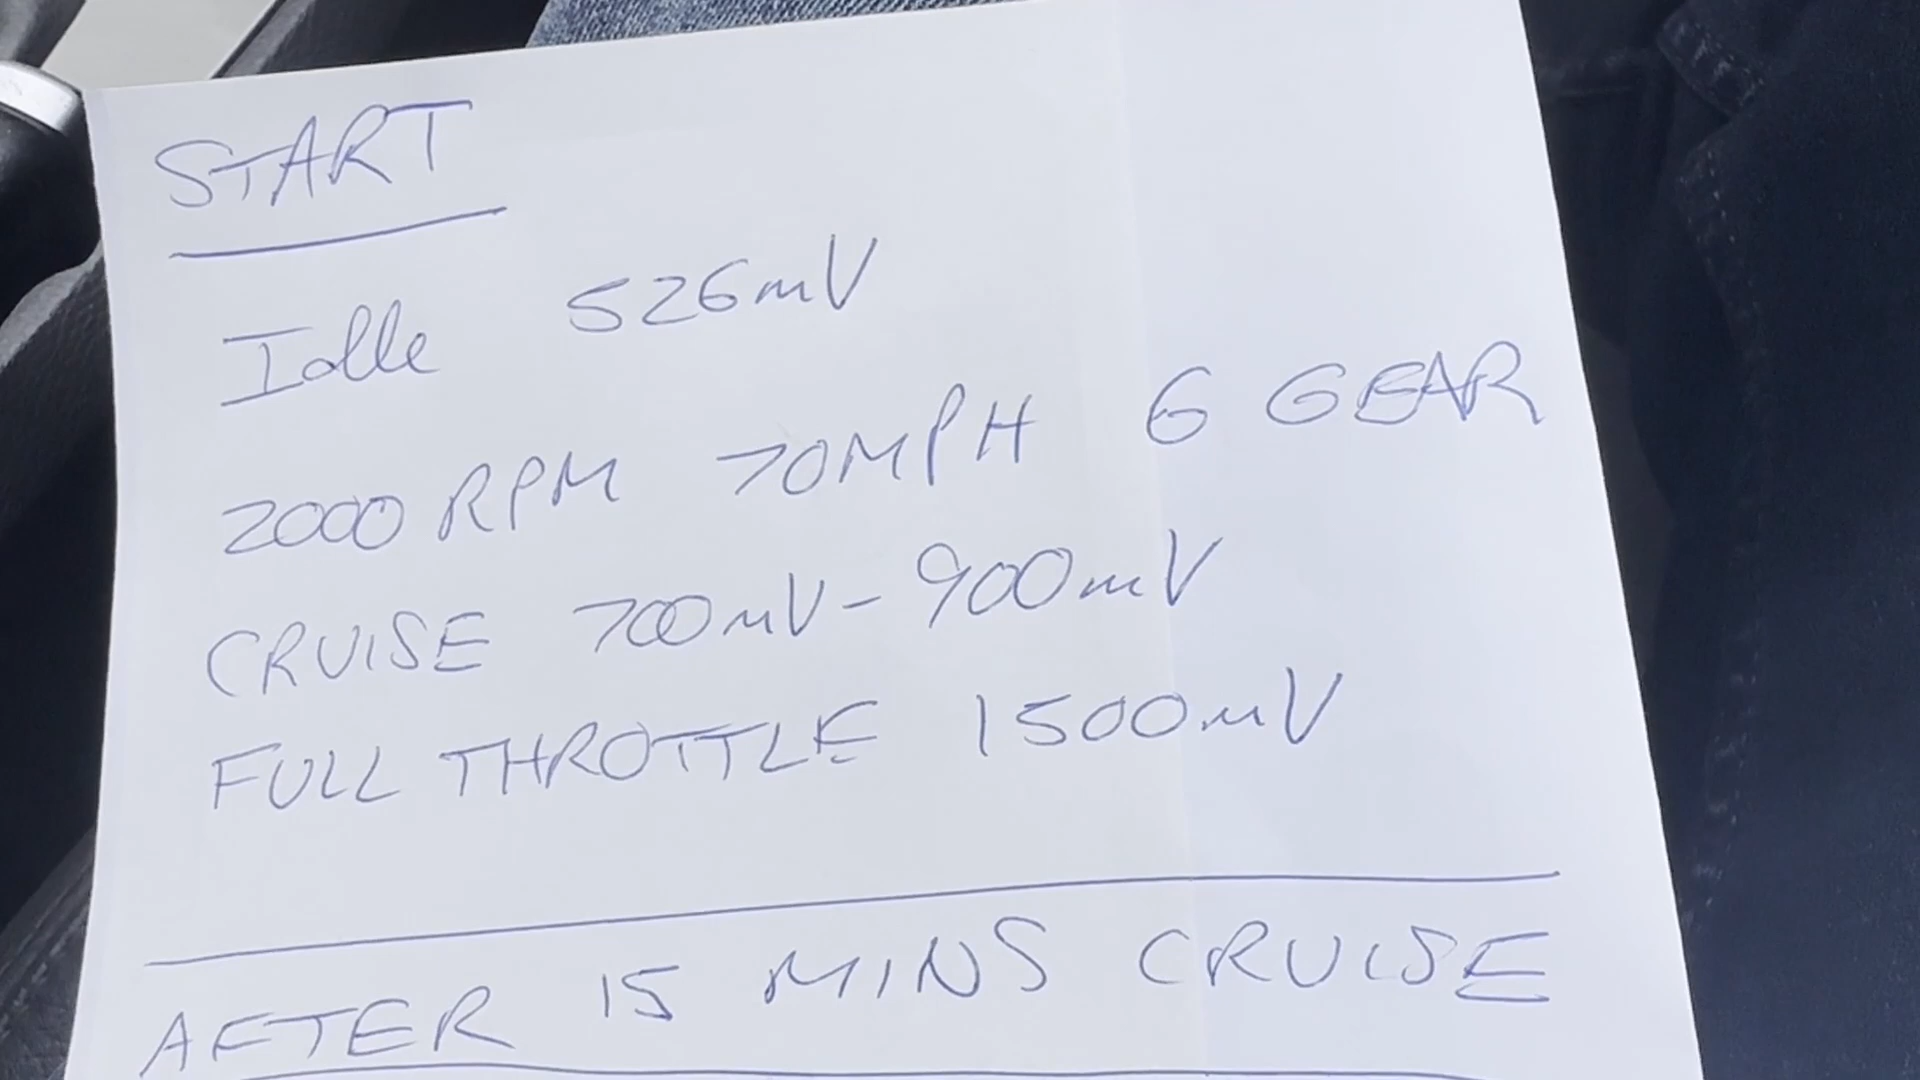 START
Idle 526mV
2000 RPM 70MPH 6 GEAR
CRUISE 700mV-900mV
FULL THROTTLE 1500mV
AFTER 15 MINS CRUISE